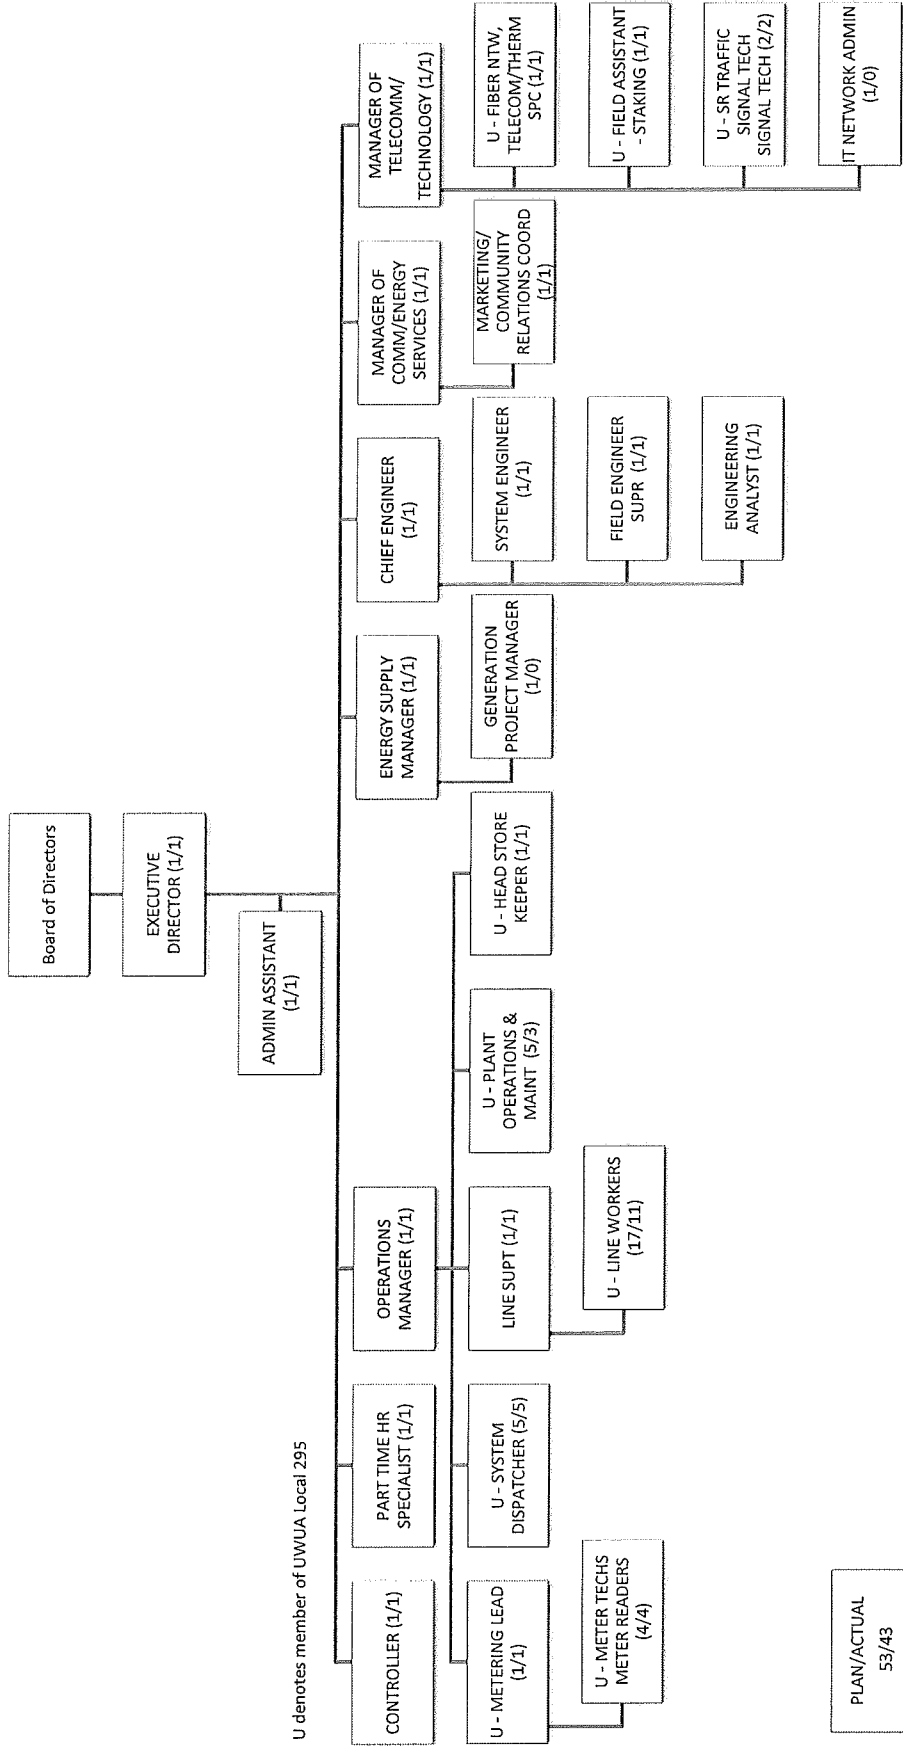 Board of Directors
EXECUTIVE
DIRECTOR (1/1)
ADMIN ASSISTANT
(1/1)
U denotes member of UWUA Local 295
CONTROLLER (1/1)
PART TIME HR
SPECIALIST (1/1)
OPERATIONS
MANAGER (1/1)
ENERGY SUPPLY
MANAGER (1/1)
CHIEF ENGINEER
(1/1)
MANAGER OF
COMM/ENERGY
SERVICES (1/1)
MANAGER OF
TELECOMM/
TECHNOLOGY (1/1)
U - METERING LEAD
(1/1)
U - SYSTEM
DISPATCHER (5/5)
LINE SUPT (1/1)
U - PLANT
OPERATIONS &
MAINT (5/3)
U - HEAD STORE
KEEPER (1/1)
GENERATION
PROJECT MANAGER
(1/0)
SYSTEM ENGINEER
(1/1)
MARKETING/
COMMUNITY
RELATIONS COORD
(1/1)
U - FIBER NTW,
TELECOM/THERM
SPC (1/1)
U - METER TECHS
METER READERS
(4/4)
U - LINE WORKERS
(17/11)
FIELD ENGINEER
SUPR (1/1)
U - FIELD ASSISTANT
- STAKING (1/1)
ENGINEERING
ANALYST (1/1)
U - SR TRAFFIC
SIGNAL TECH
SIGNAL TECH (2/2)
IT NETWORK ADMIN
(1/0)
PLAN/ACTUAL
53/43